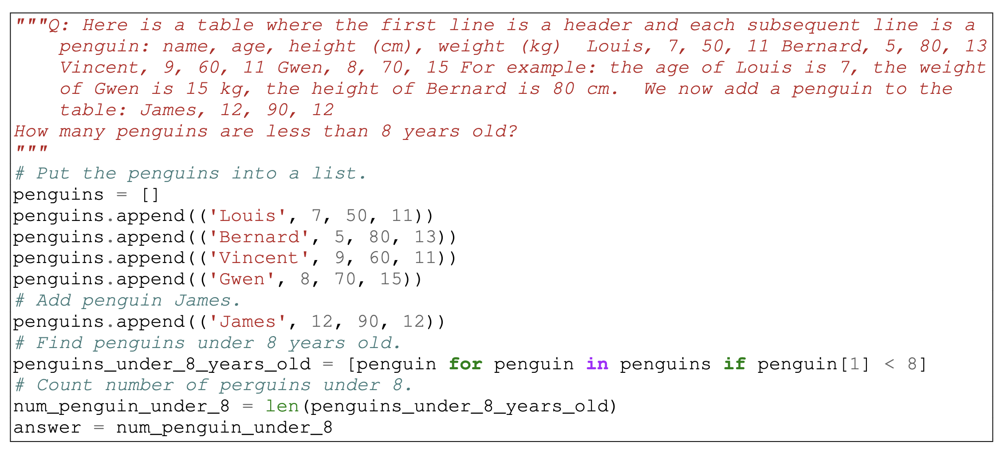 """Q: Here is a table where the first line is a header and each subsequent line is a
penguin: name, age, height (cm), weight (kg)  Louis, 7, 50, 11 Bernard, 5, 80, 13
Vincent, 9, 60, 11 Gwen, 8, 70, 15 For example: the age of Louis is 7, the weight
of Gwen is 15 kg, the height of Bernard is 80 cm.  We now add a penguin to the
table: James, 12, 90, 12
How many penguins are less than 8 years old?
"""
# Put the penguins into a list.
penguins = []
penguins.append(('Louis', 7, 50, 11))
penguins.append(('Bernard', 5, 80, 13))
penguins.append(('Vincent', 9, 60, 11))
penguins.append(('Gwen', 8, 70, 15))
# Add penguin James.
penguins.append(('James', 12, 90, 12))
# Find penguins under 8 years old.
penguins_under_8_years_old = [penguin for penguin in penguins if penguin[1] < 8]
# Count number of perguins under 8.
num_penguin_under_8 = len(penguins_under_8_years_old)
answer = num_penguin_under_8